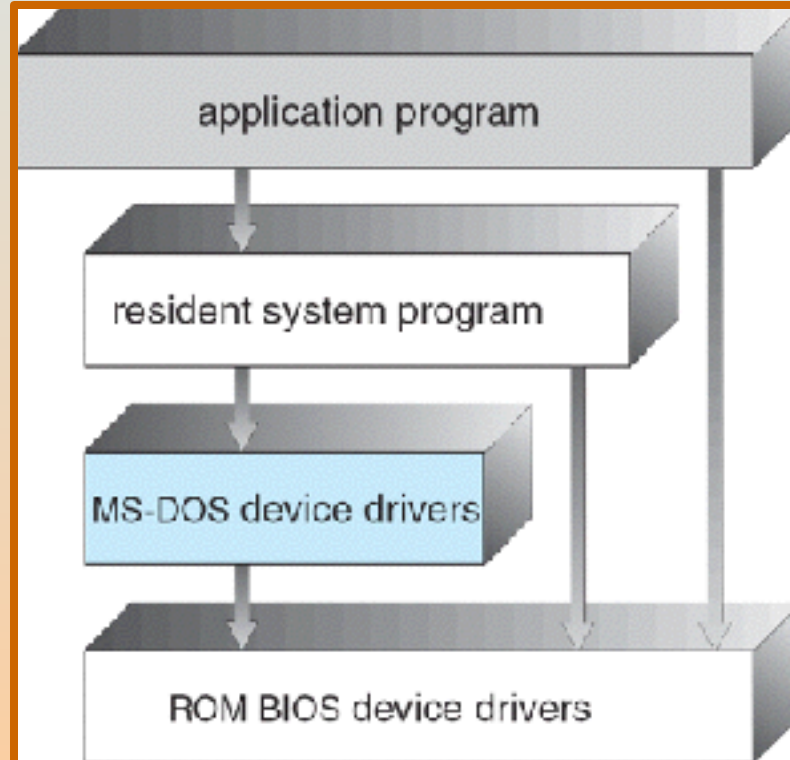 application program
resident system program
MS-DOS device drivers
ROM BIOS device drivers